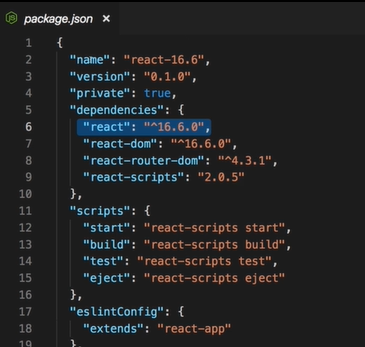 package.json
1 {
2 "name": "react-16.6",
3 "version": "0.1.0",
4 "private": true,
5 "dependencies": {
6 "react": "^16.6.0",
7 "react-dom": "^16.6.0",
8 "react-router-dom": "^4.3.1",
9 "react-scripts": "2.0.5"
10 },
11 "scripts": {
12 "start": "react-scripts start",
13 "build": "react-scripts build",
14 "test": "react-scripts test",
15 "eject": "react-scripts eject"
16 },
17 "eslintConfig": {
18 "extends": "react-app"
19 },